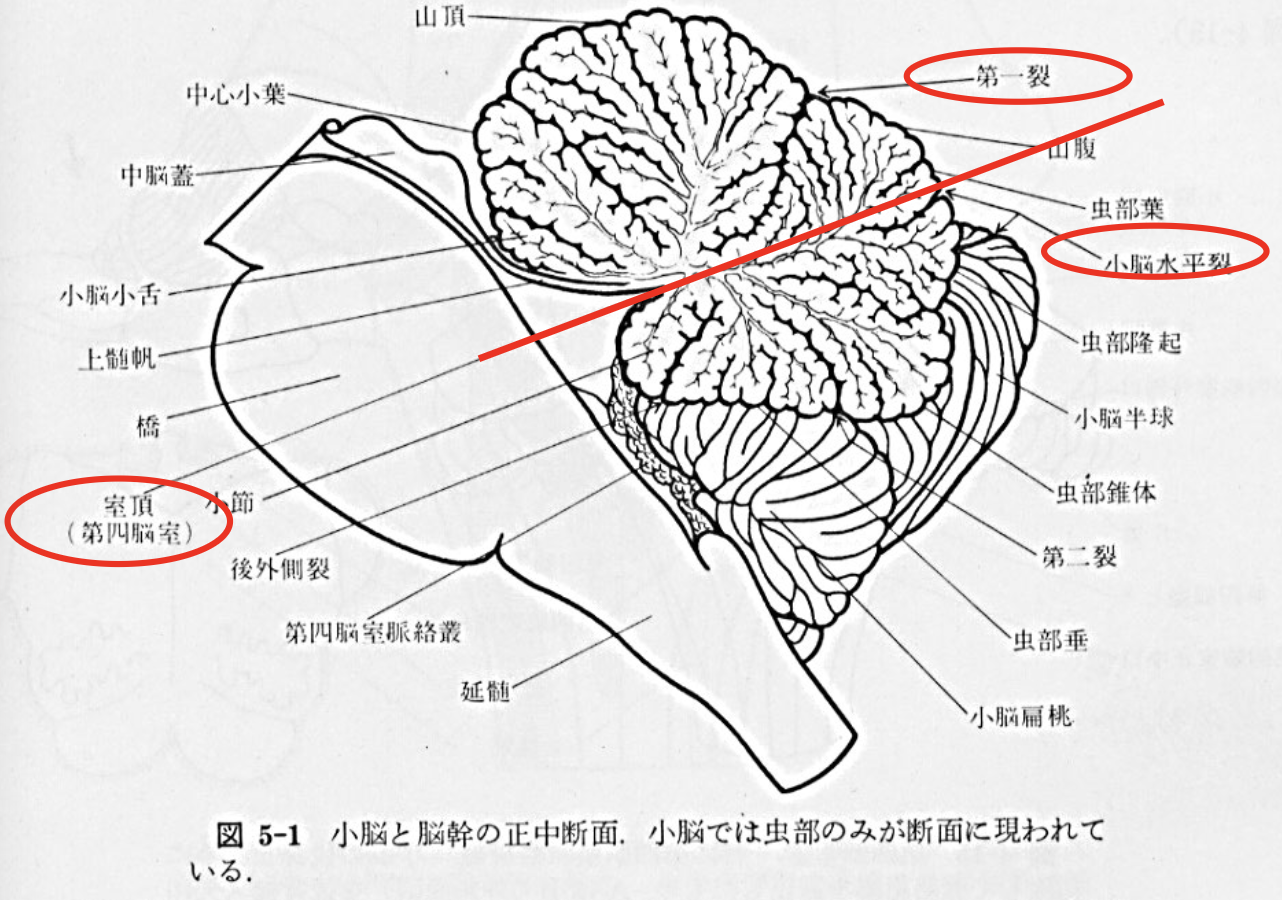 山頂
第一裂
中心小葉
山腹
中脳蓋
虫部葉
小脳水平裂
小脳小舌
虫部隆起
上髄帆
小脳半球
橋
虫部錐体
室頂
(第四脳室)
小節
第二裂
後外側裂
第四脳室脈絡叢
虫部垂
延髄
小脳扁桃
図 5-1 小脳と脳幹の正中断面.小脳では虫部のみが断面に現われて
いる.